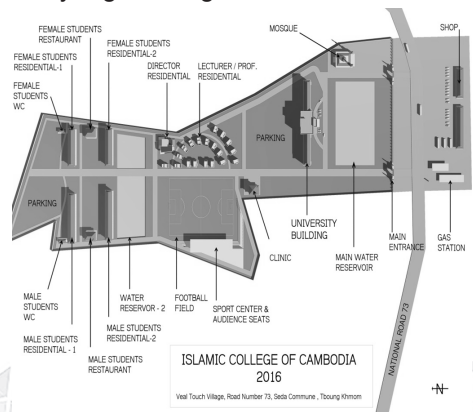 FEMALE STUDENTS
RESTAURANT
FEMALE STUDENTS
RESIDENTIAL-1
FEMALE
STUDENTS
WC
FEMALE STUDENTS
RESIDENTIAL-2
DIRECTOR
RESIDENTIAL
LECTURER / PROF.
RESIDENTIAL
MOSQUE
SHOP
PARKING
PARKING
UNIVERSITY
BUILDING
MAIN WATER
RESERVOIR
MAIN
ENTRANCE
GAS
STATION
CLINIC
MALE
STUDENTS
WC
MALE STUDENTS
RESIDENTIAL - 1
MALE STUDENTS
RESTAURANT
MALE STUDENTS
RESIDENTIAL-2
WATER
RESERVOR - 2
FOOTBALL
FIELD
SPORT CENTER &
AUDIENCE SEATS
NATIONAL ROAD 73
ISLAMIC COLLEGE OF CAMBODIA
2016
Veal Touch Village, Road Number 73, Seda Commune , Tboung Khmom
N